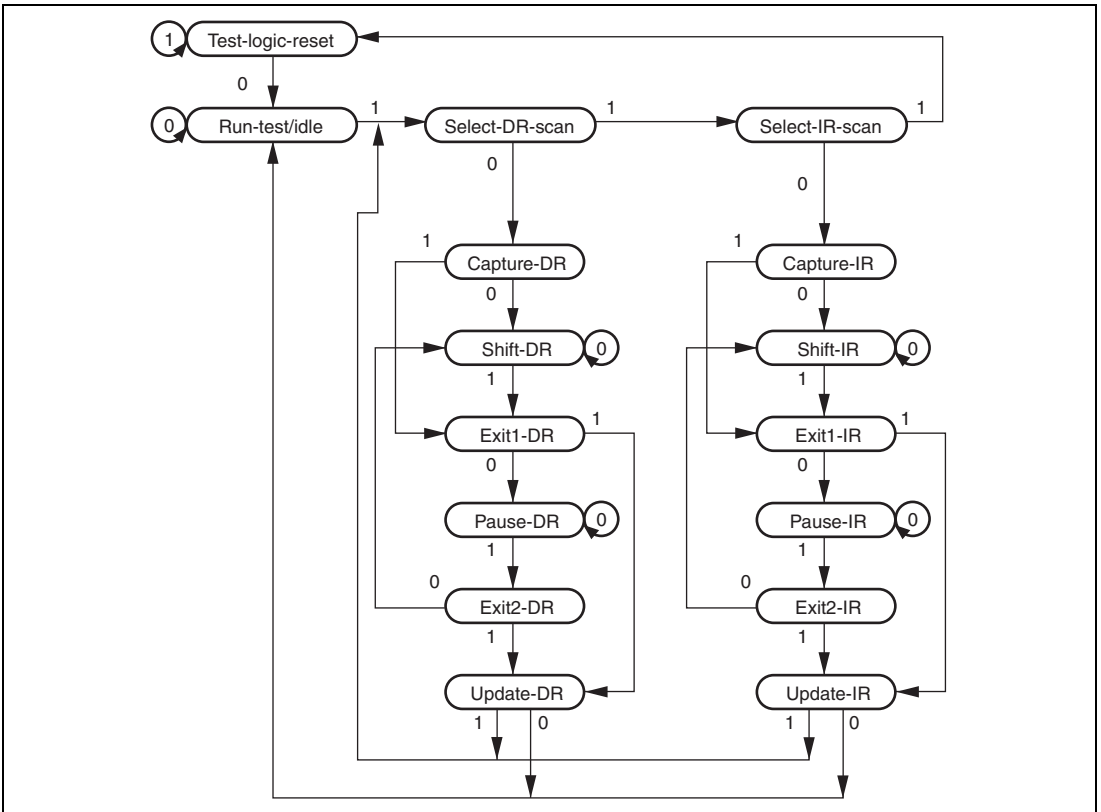 1 Test-logic-reset
0
0 Run-test/idle 1 Select-DR-scan 1 Select-IR-scan 1
0 0
1 Capture-DR 1 Capture-IR
0 0
Shift-DR 0 Shift-IR 0
1 1
Exit1-DR 1 Exit1-IR 1
0 0
Pause-DR 0 Pause-IR 0
1 1
0 Exit2-DR 0 Exit2-IR
1 1
Update-DR Update-IR
1 0 1 0